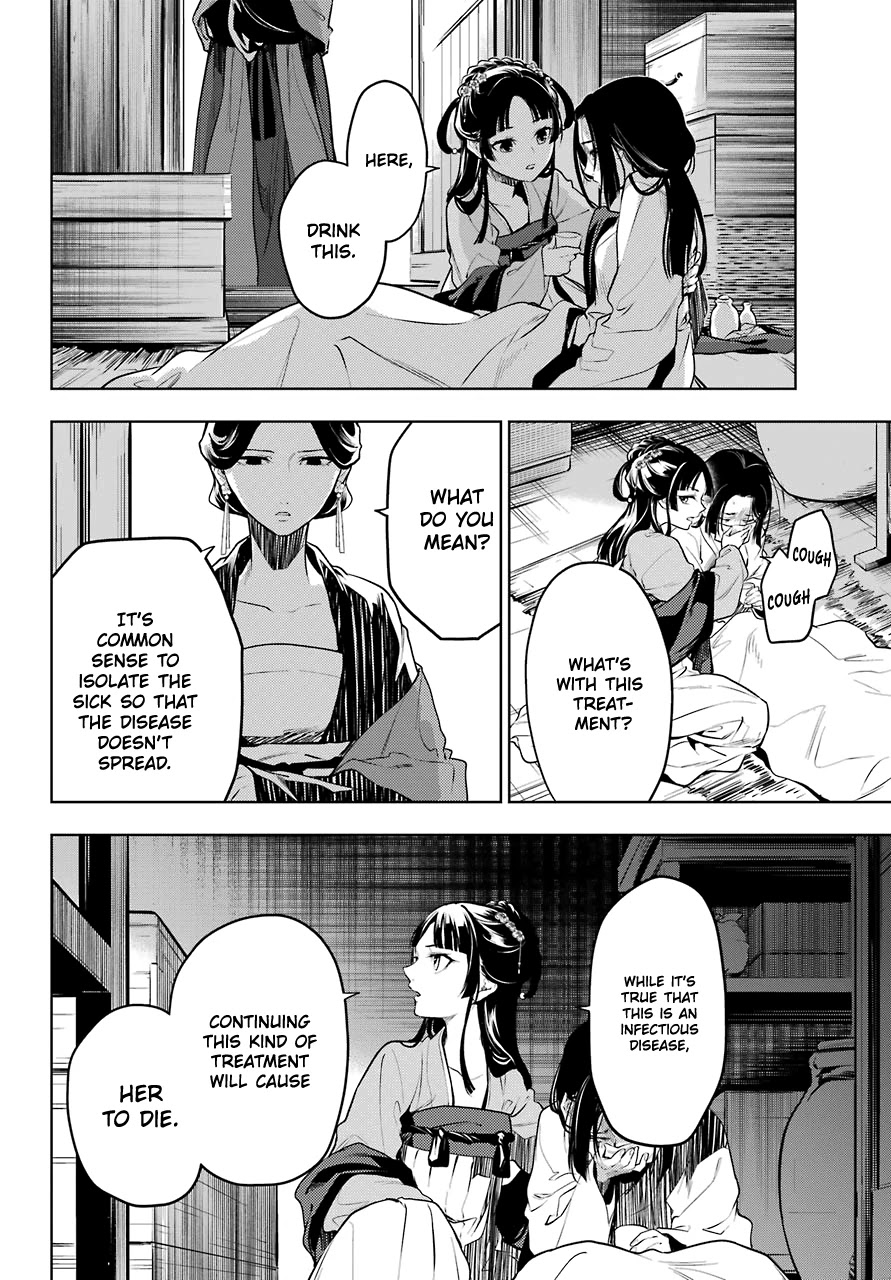 HERE,
DRINK
THIS.
COUGH
COUGH
WHAT'S
WITH THIS
TREAT-
MENT?
WHAT
DO YOU
MEAN?
IT'S
COMMON
SENSE TO
ISOLATE THE
SICK SO THAT
THE DISEASE
DOESN'T
SPREAD.
WHILE IT'S
TRUE THAT
THIS IS AN
INFECTIOUS
DISEASE,
CONTINUING
THIS KIND OF
TREATMENT
WILL CAUSE
HER
TO DIE.